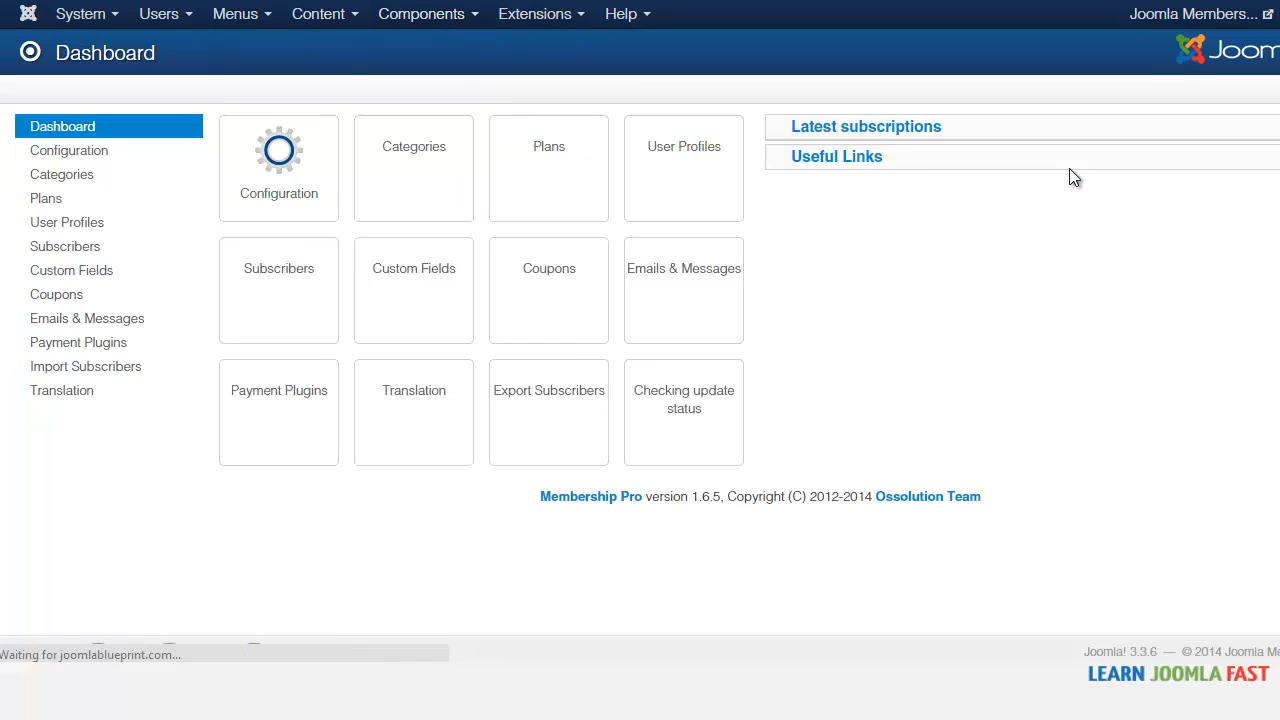 System Users Menus Content Components Extensions Help Joomla Members...
Dashboard
Dashboard
Configuration
Categories
Plans
User Profiles
Subscribers
Custom Fields
Coupons
Emails & Messages
Payment Plugins
Import Subscribers
Translation
Configuration
Categories
Plans
User Profiles
Subscribers
Custom Fields
Coupons
Emails & Messages
Payment Plugins
Translation
Export Subscribers
Checking update
status
Latest subscriptions
Useful Links
Membership Pro version 1.6.5, Copyright (C) 2012-2014 Ossolution Team
Waiting for joomlablueprint.com...
Joomla! 3.3.6 — © 2014 Joomla Me
LEARN JOOMLA FAST